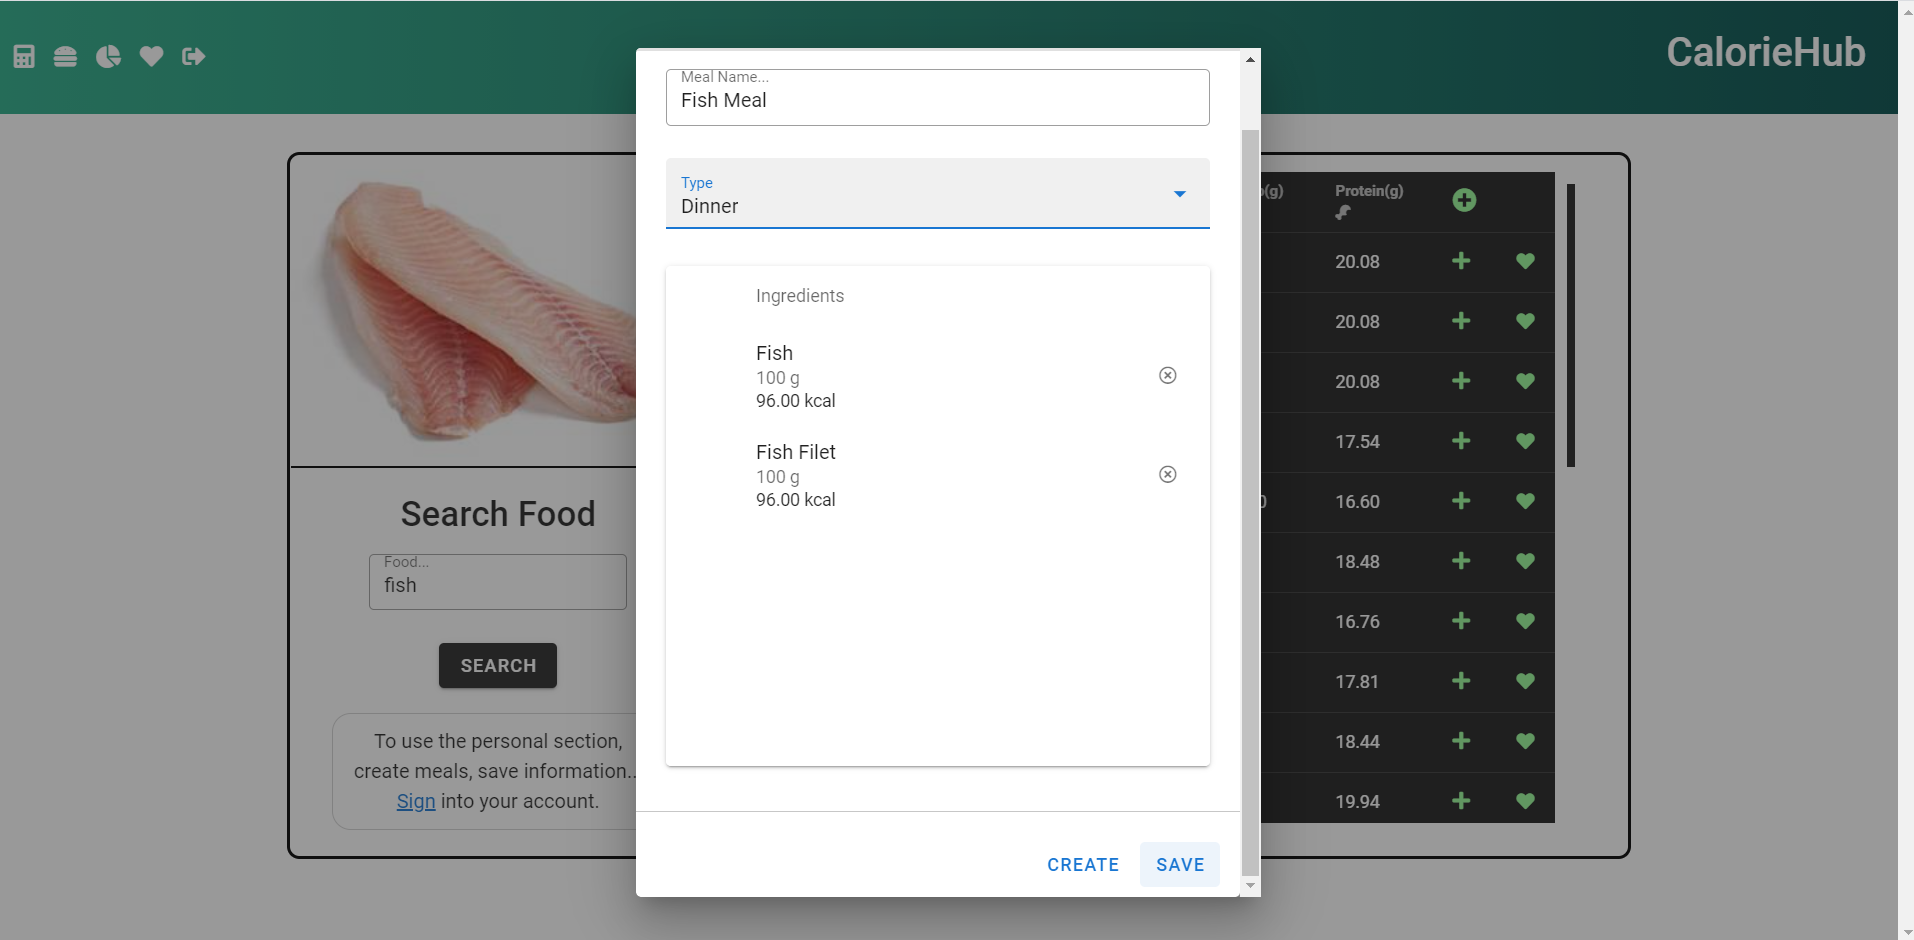 CalorieHub
Meal Name...
Fish Meal
Type
Dinner
Ingredients
Fish
100 g
96.00 kcal
Fish Filet
100 g
96.00 kcal
CREATE SAVE
Search Food
Food...
fish
SEARCH
To use the personal section,
create meals, save information..
Sign into your account.
(g) Protein(g)
20.08
20.08
20.08
17.54
0 16.60
18.48
16.76
17.81
18.44
19.94